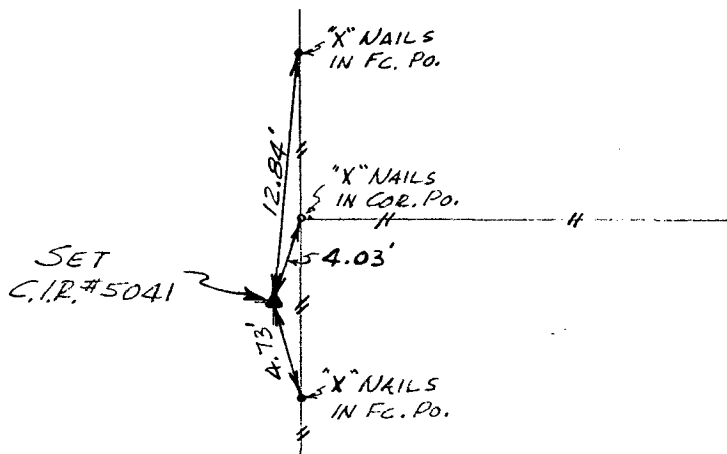 "X" NAILS
IN FC. PO.
12.84'
"X" NAILS
IN COR. PO.
4.03'
SET
C.I.R. #5041
4.73'
"X" NAILS
IN FC. PO.